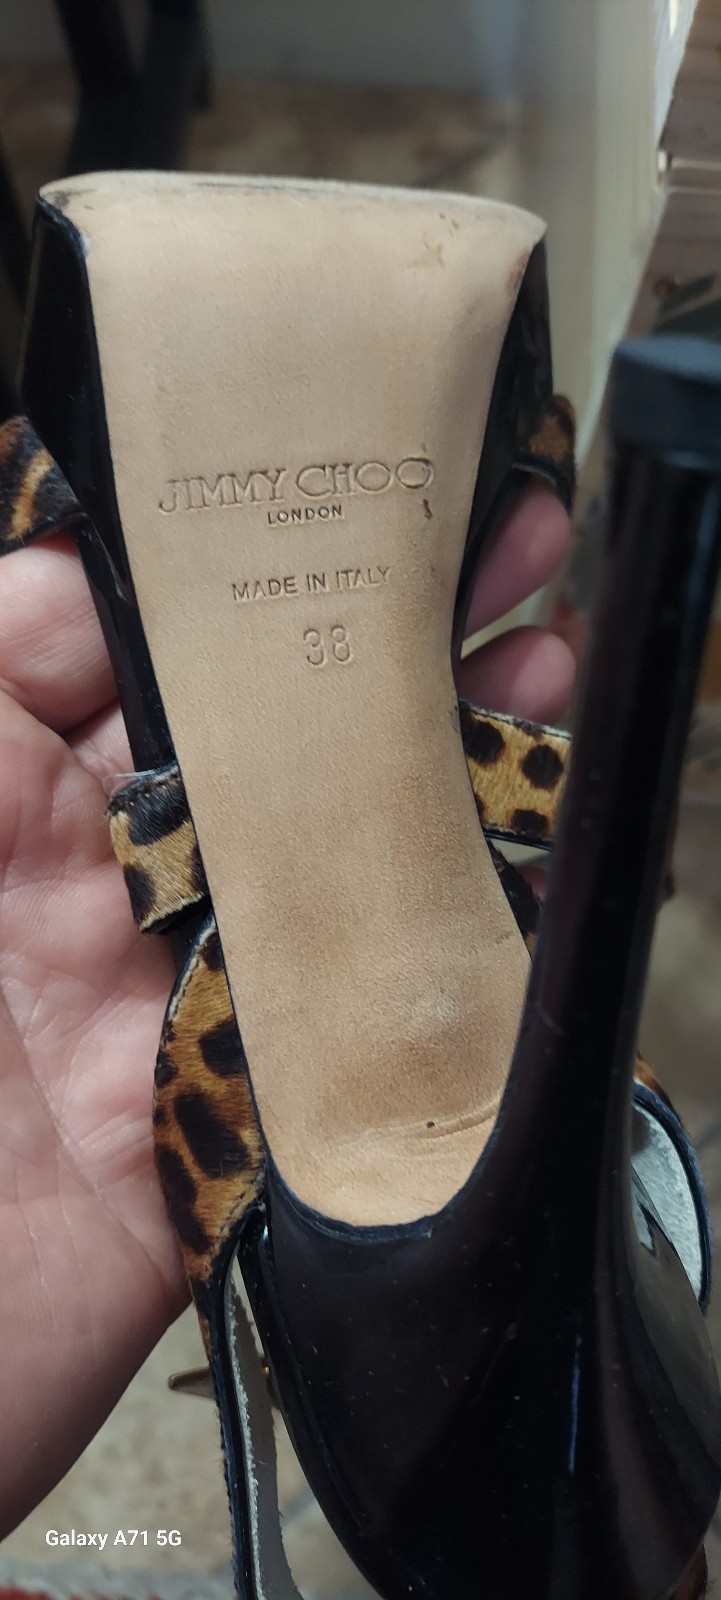 JIMMY CHOO
LONDON
MADE IN ITALY
38
Galaxy A71 5G